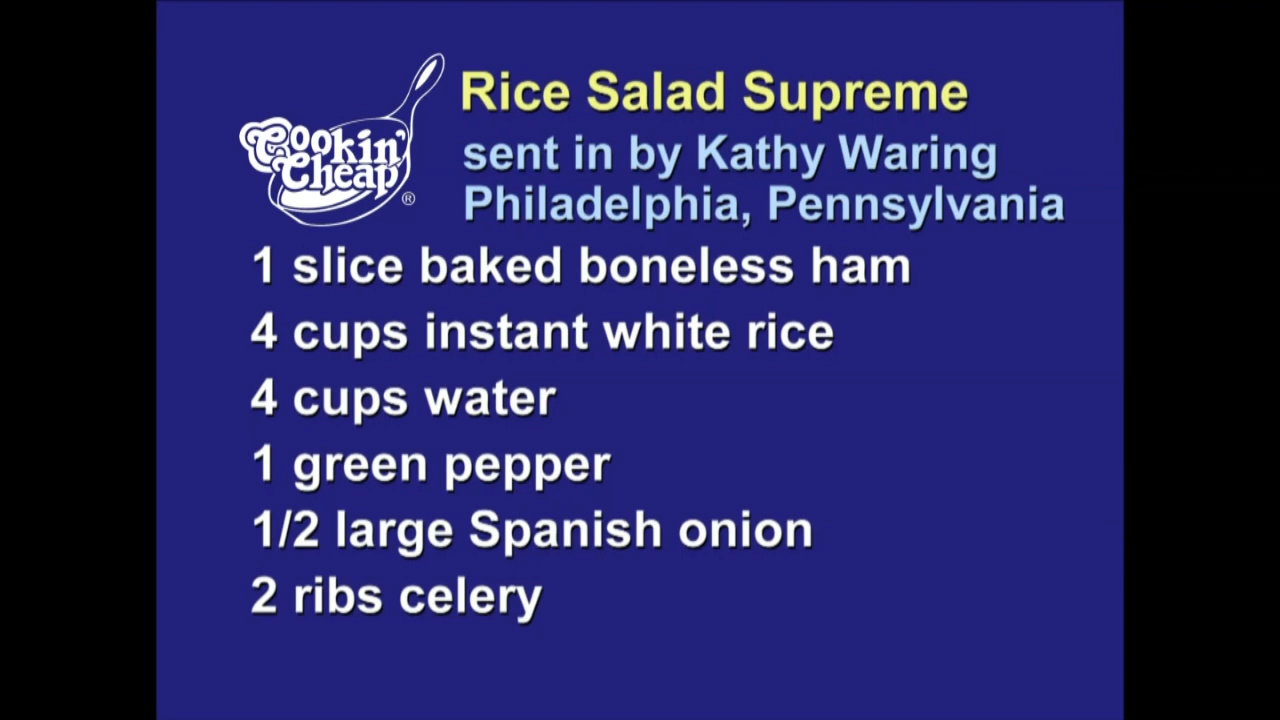 Cookin'
Cheap
®
Rice Salad Supreme
sent in by Kathy Waring
Philadelphia, Pennsylvania
1 slice baked boneless ham
4 cups instant white rice
4 cups water
1 green pepper
1/2 large Spanish onion
2 ribs celery